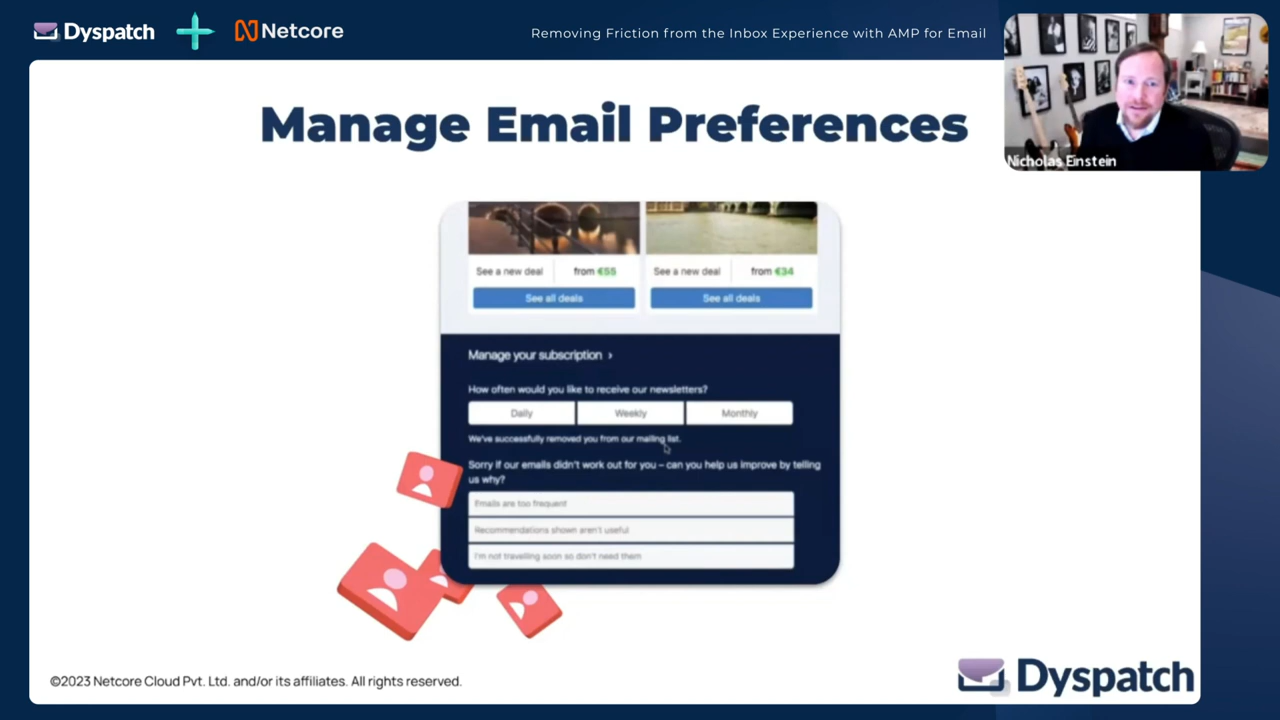 Dyspatch
Netcore
Removing Friction from the Inbox Experience with AMP for Email
Nicholas Einstein
Manage Email Preferences
See a new deal
from €55
See a new deal
from €34
See all deals
See all deals
Manage your subscription ›
How often would you like to receive our newsletters?
Daily
Weekly
Monthly
We've successfully removed you from our mailing list.
Sorry if our emails didn't work out for you – can you help us improve by telling
us why?
Emails are too frequent
Recommendations shown aren't useful
I'm not travelling soon so don't need them
©2023 Netcore Cloud Pvt. Ltd. and/or its affiliates. All rights reserved.
Dyspatch